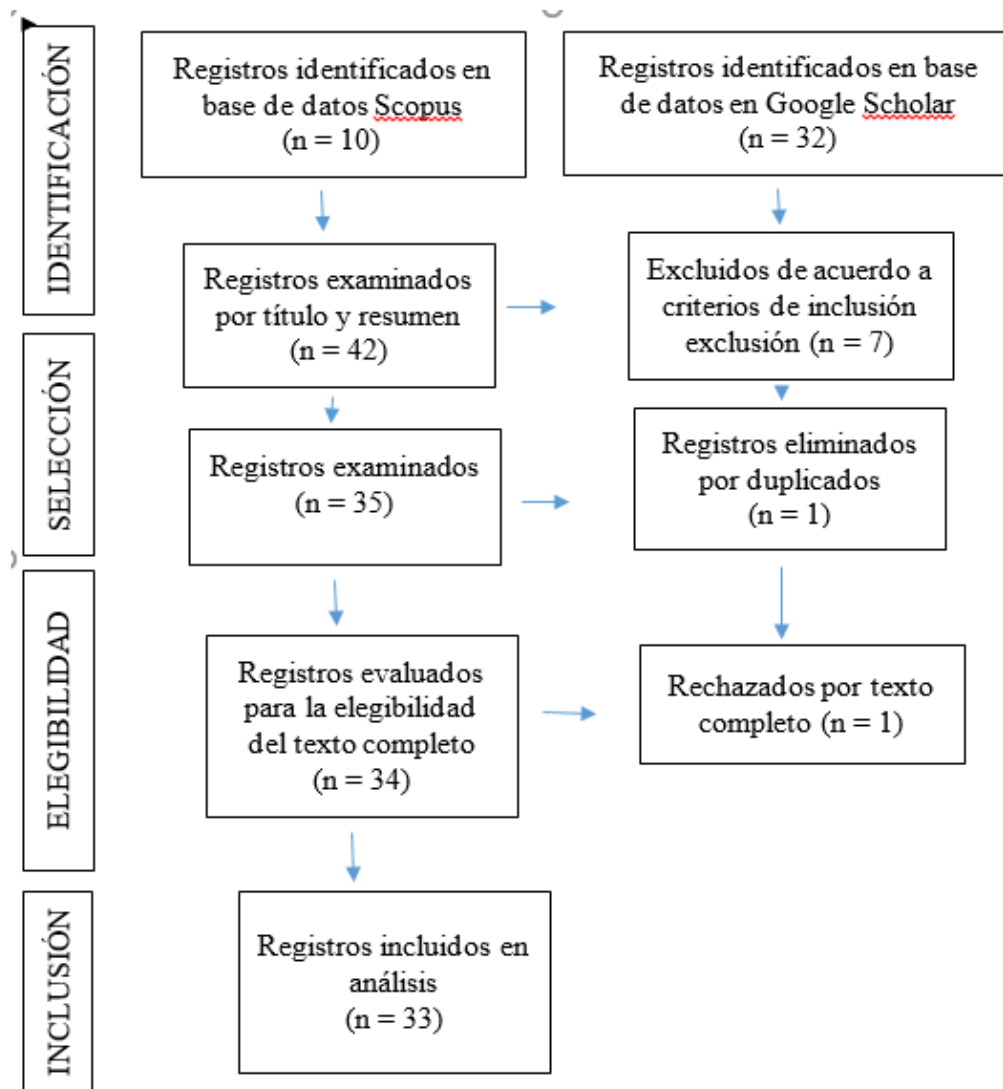 IDENTIFICACIÓN
Registros identificados en
base de datos Scopus
(n = 10)
Registros identificados en base
de datos en Google Scholar
(n = 32)
Registros examinados
por título y resumen
(n = 42)
Excluidos de acuerdo a
criterios de inclusión
exclusión (n = 7)
SELECCIÓN
Registros examinados
(n = 35)
Registros eliminados
por duplicados
(n = 1)
ELEGIBILIDAD
Registros evaluados
para la elegibilidad
del texto completo
(n = 34)
Rechazados por texto
completo (n = 1)
INCLUSIÓN
Registros incluidos en
análisis
(n = 33)